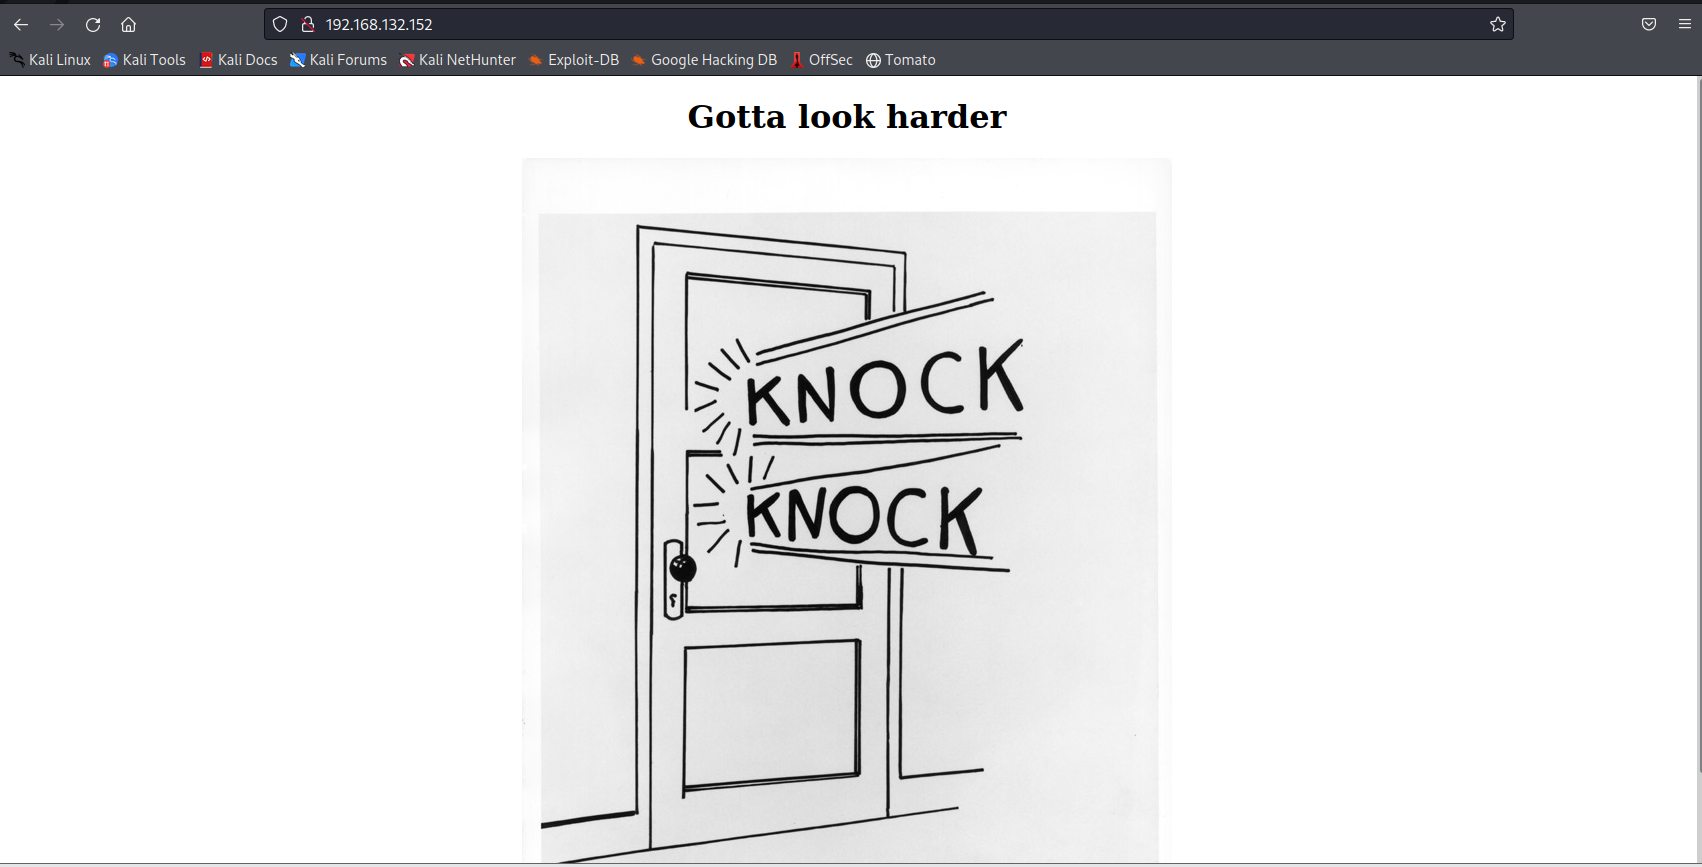 192.168.132.152
Kali Linux Kali Tools Kali Docs Kali Forums Kali NetHunter Exploit-DB Google Hacking DB OffSec Tomato
Gotta look harder
KNOCK
KNOCK